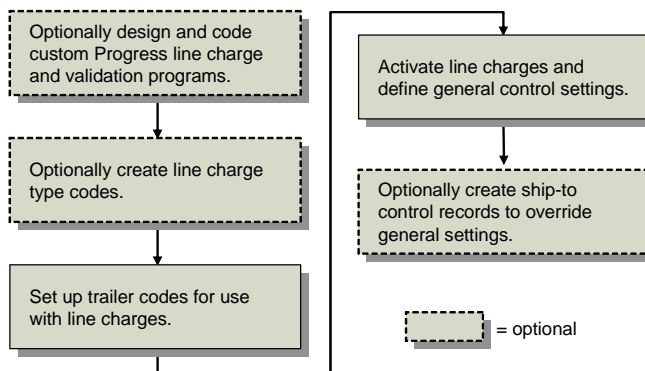 Optionally design and code
custom Progress line charge
and validation programs.
Optionally create line charge
type codes.
Set up trailer codes for use
with line charges.
Activate line charges and
define general control settings.
Optionally create ship-to
control records to override
general settings.
= optional